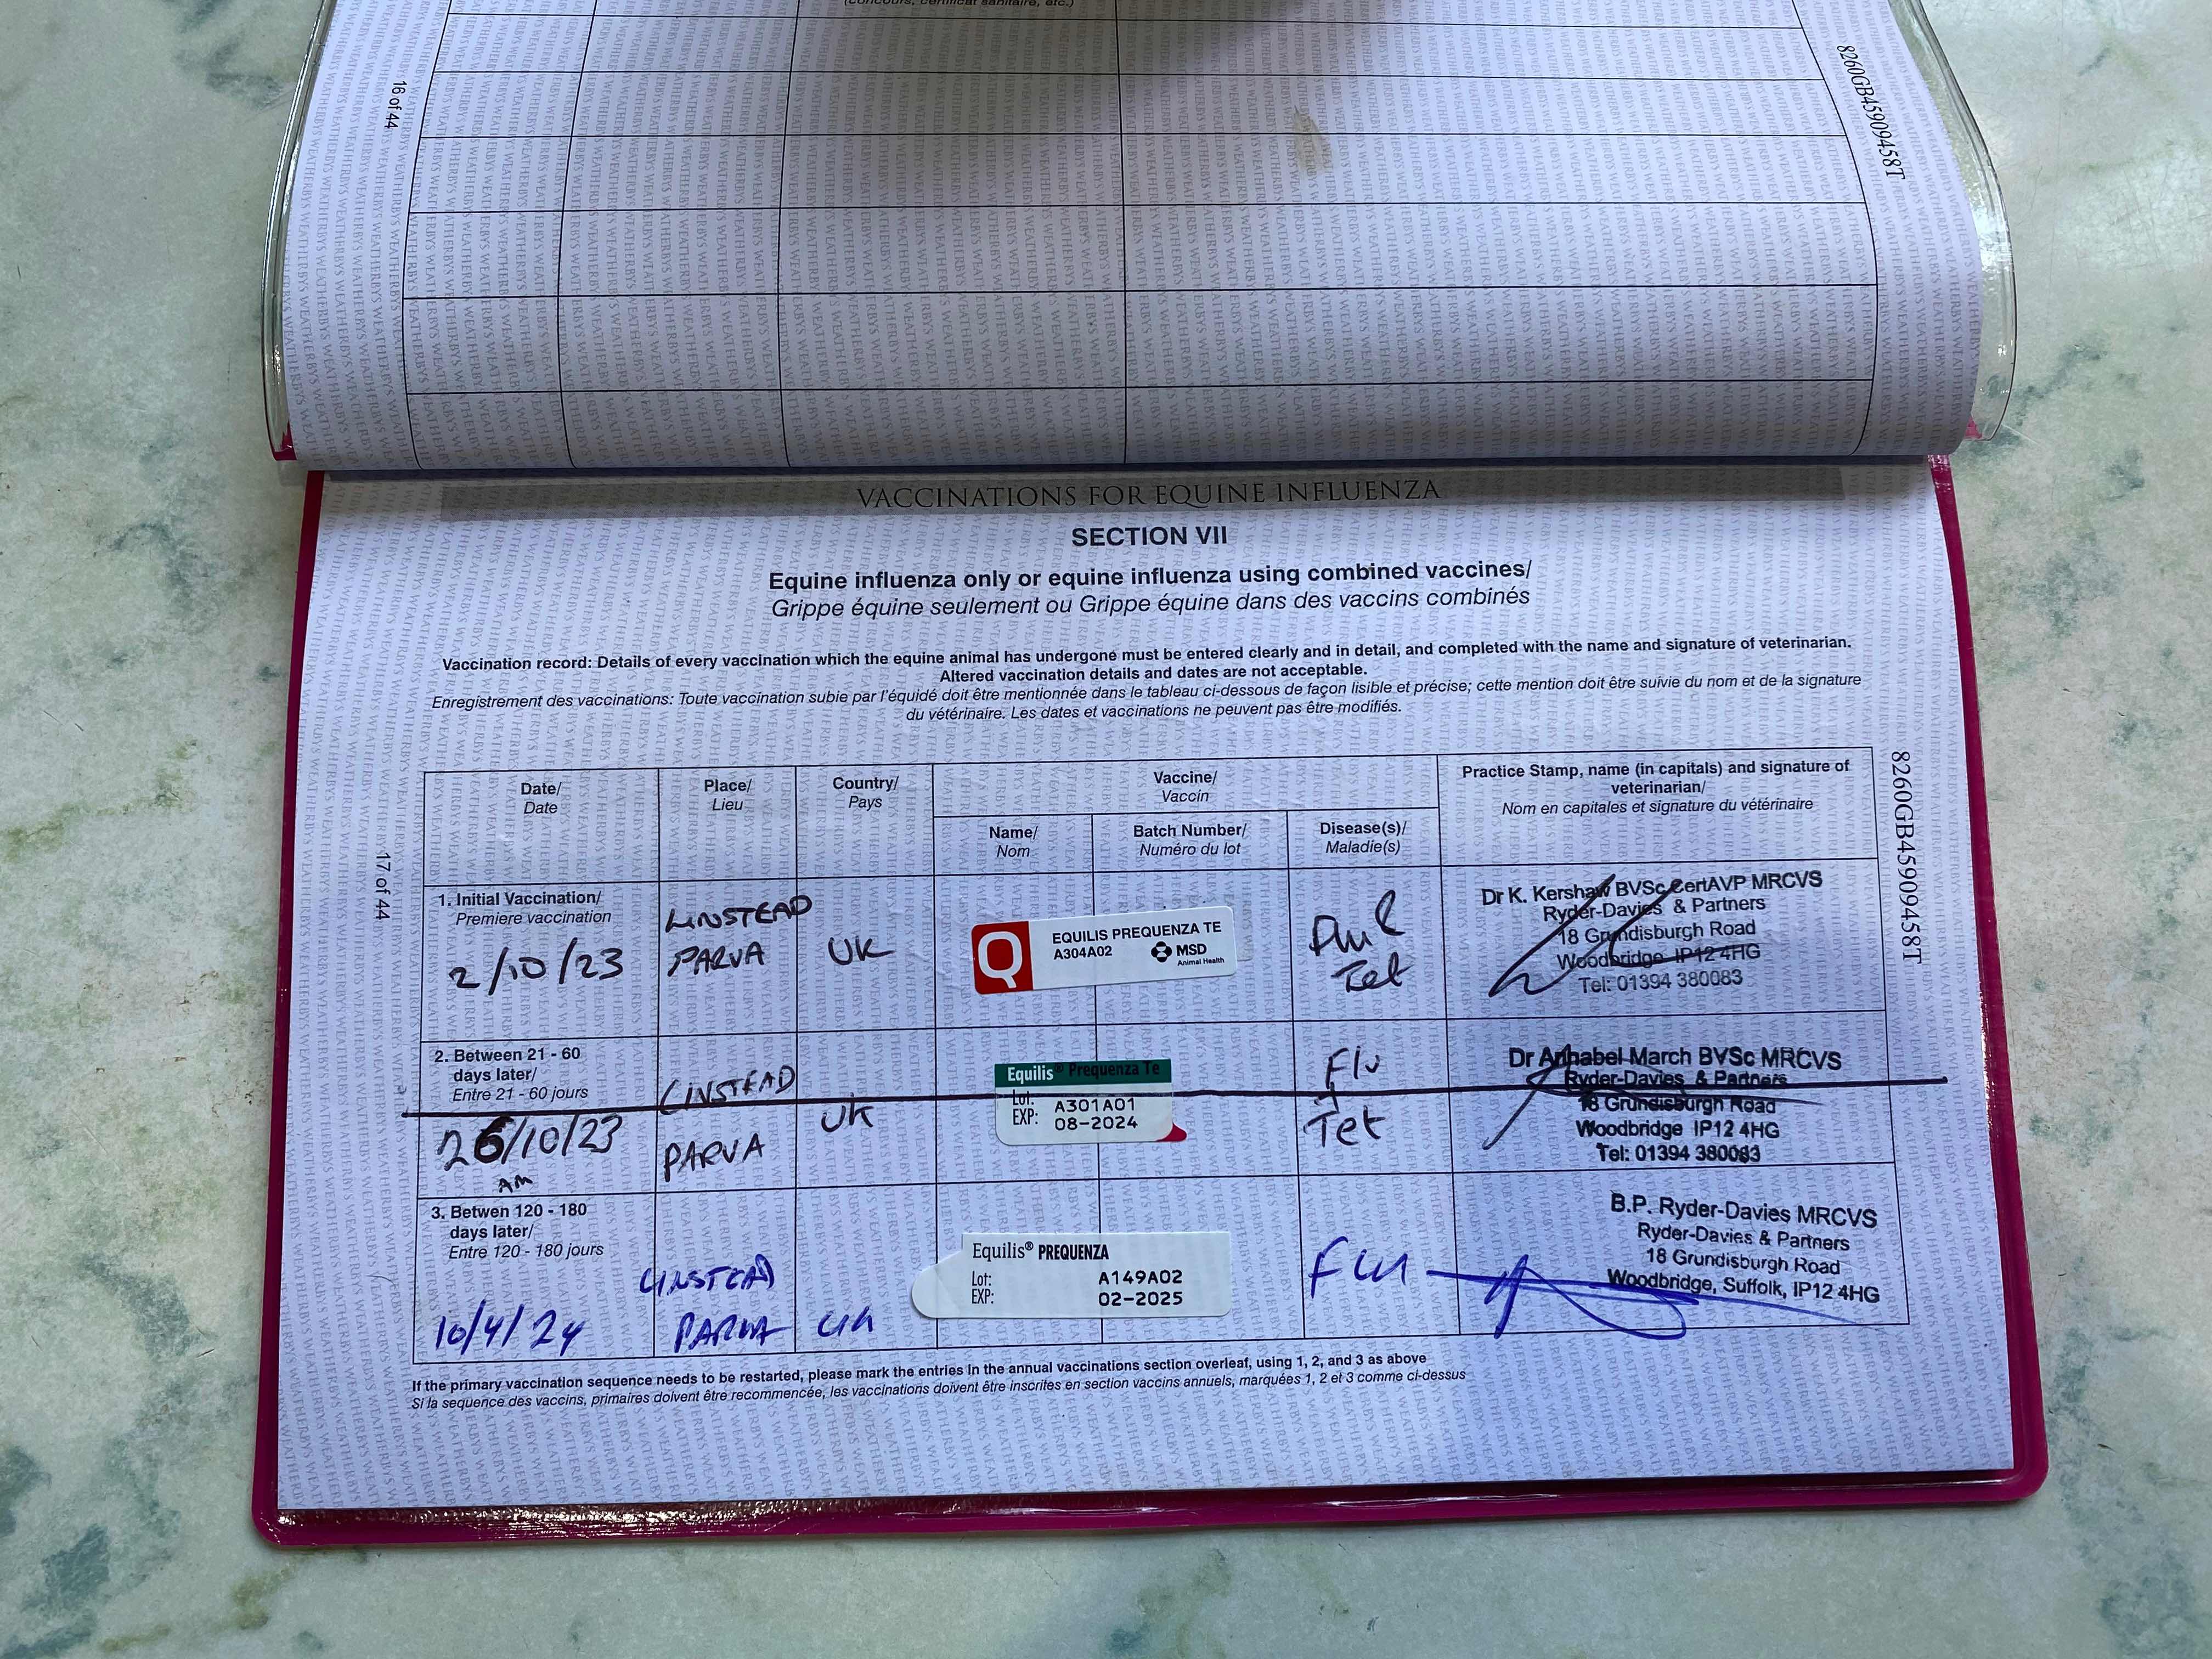 (concours, certificat sanitaire, etc.)
16 of 44
8260GB45909458T
VACCINATIONS FOR EQUINE INFLUENZA
SECTION VII
Equine influenza only or equine influenza using combined vaccines/
Grippe équine seulement ou Grippe équine dans des vaccins combinés
Vaccination record: Details of every vaccination which the equine animal has undergone must be entered clearly and in detail, and completed with the name and signature of veterinarian.
Altered vaccination details and dates are not acceptable.
Enregistrement des vaccinations: Toute vaccination subie par l'équidé doit être mentionnée dans le tableau ci-dessous de façon lisible et précise; cette mention doit être suivie du nom et de la signature
du vétérinaire. Les dates et vaccinations ne peuvent pas être modifiés.
Date/
Date
Place/
Lieu
Country/
Pays
Vaccine/
Vaccin
Name/
Nom
Batch Number/
Numéro du lot
Disease(s)/
Maladie(s)
Practice Stamp, name (in capitals) and signature of
veterinarian/
Nom en capitales et signature du vétérinaire
8260GB45909458T
17 of 44
1. Initial Vaccination/
Premiere vaccination
2/10/23
LINSTEAD
PARVA
UK
EQUILIS PREQUENZA TE
A304A02
MSD
Animal Health
Tet
Dr K. Kershaw BVSc CertAVP MRCVS
Ryder-Davies & Partners
18 Grundisburgh Road
Woodbridge IP12 4HG
Tel: 01394 380083
2. Between 21 - 60
days later/
Entre 21 - 60 jours
26/10/23
AM
LINSTEAD
PARVA
UK
Equilis® Prequenza Te
Lot: A301A01
EXP: 08-2024
Flu
+
Tet
Dr Annabel March BVSc MRCVS
Ryder-Davies & Partners
18 Grundisburgh Road
Woodbridge IP12 4HG
Tel: 01394 380083
3. Betwen 120 - 180
days later/
Entre 120 - 180 jours
10/4/24
LINSTEAD
PARVA
UK
Equilis® PREQUENZA
Lot: A149A02
EXP: 02-2025
Flu
B.P. Ryder-Davies MRCVS
Ryder-Davies & Partners
18 Grundisburgh Road
Woodbridge, Suffolk, IP12 4HG
If the primary vaccination sequence needs to be restarted, please mark the entries in the annual vaccinations section overleaf, using 1, 2, and 3 as above
Si la sequence des vaccins, primaires doivent être recommencée, les vaccinations doivent être inscrites en section vaccins annuels, marquées 1, 2 et 3 comme ci-dessus